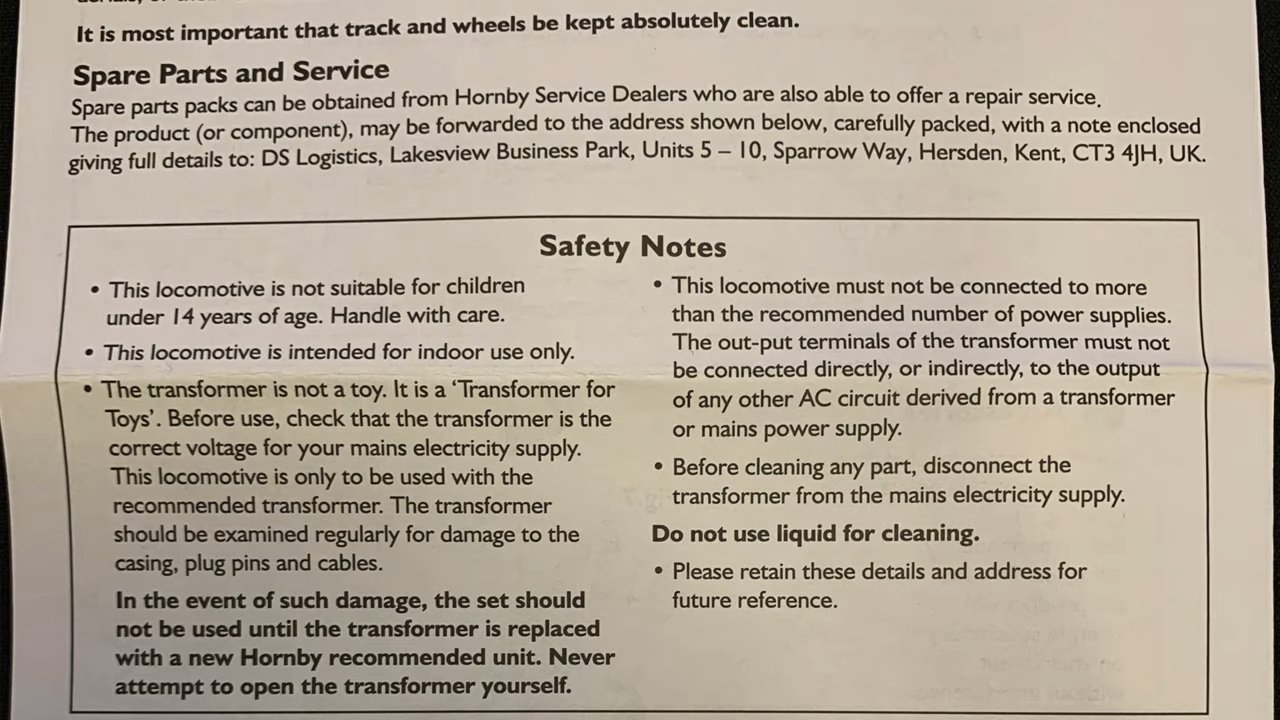 It is most important that track and wheels be kept absolutely clean.
Spare Parts and Service
Spare parts packs can be obtained from Hornby Service Dealers who are also able to offer a repair service.
The product (or component), may be forwarded to the address shown below, carefully packed, with a note enclosed
giving full details to: DS Logistics, Lakesview Business Park, Units 5 – 10, Sparrow Way, Hersden, Kent, CT3 4JH, UK.
Safety Notes
• This locomotive is not suitable for children
under 14 years of age. Handle with care.
• This locomotive is intended for indoor use only.
• The transformer is not a toy. It is a ‘Transformer for
Toys’. Before use, check that the transformer is the
correct voltage for your mains electricity supply.
This locomotive is only to be used with the
recommended transformer. The transformer
should be examined regularly for damage to the
casing, plug pins and cables.
In the event of such damage, the set should
not be used until the transformer is replaced
with a new Hornby recommended unit. Never
attempt to open the transformer yourself.
• This locomotive must not be connected to more
than the recommended number of power supplies.
The out-put terminals of the transformer must not
be connected directly, or indirectly, to the output
of any other AC circuit derived from a transformer
or mains power supply.
• Before cleaning any part, disconnect the
transformer from the mains electricity supply.
Do not use liquid for cleaning.
• Please retain these details and address for
future reference.